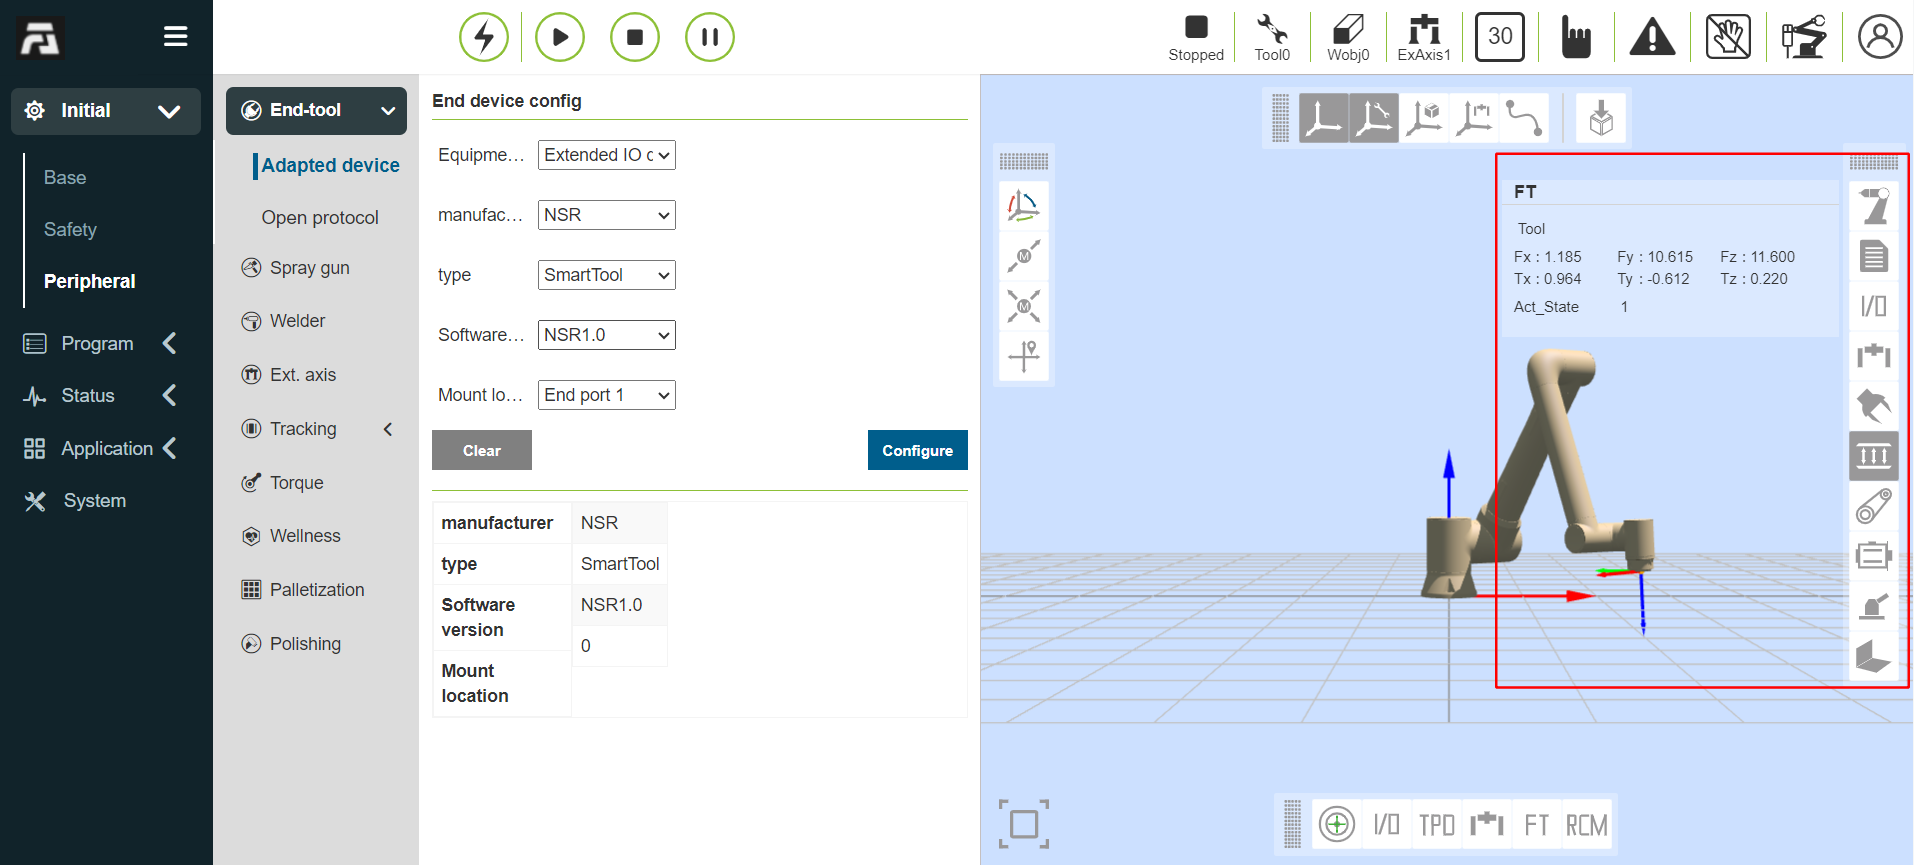 Stopped
Tool0
Wobj0
ExAxis1
30
Initial
Base
Safety
Peripheral
Program
Status
Application
System
End-tool
Adapted device
Open protocol
Spray gun
Welder
Ext. axis
Tracking
Torque
Wellness
Palletization
Polishing
End device config
Equipme... Extended IO d
manufac... NSR
type SmartTool
Software... NSR1.0
Mount lo... End port 1
Clear Configure
manufacturer NSR
type SmartTool
Software version NSR1.0
Mount location 0
FT
Tool
Fx : 1.185 Fy : 10.615 Fz : 11.600
Tx : 0.964 Ty : -0.612 Tz : 0.220
Act_State 1
M
M
I/O
I/O TPD FT RCM